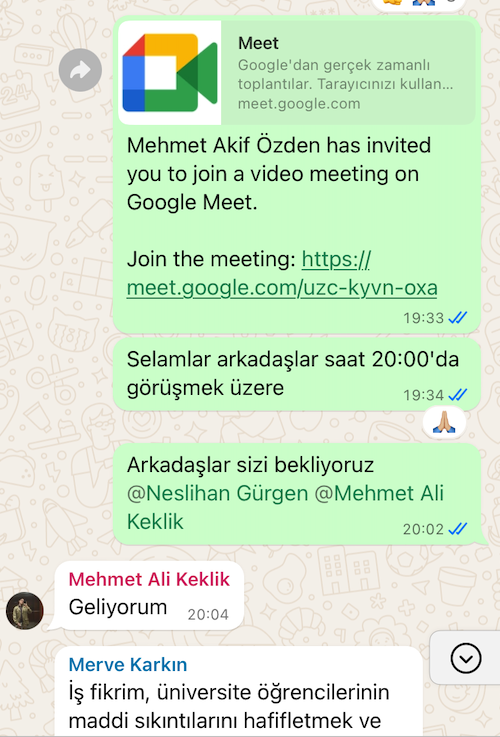 Meet
Google'dan gerçek zamanlı
toplantılar. Tarayıcınızı kullan...
meet.google.com
Mehmet Akif Özden has invited
you to join a video meeting on
Google Meet.
Join the meeting: https://
meet.google.com/uzc-kyvn-oxa
19:33
Selamlar arkadaşlar saat 20:00'da
görüşmek üzere
19:34
Arkadaşlar sizi bekliyoruz
@Neslihan Gürgen @Mehmet Ali
Keklik
20:02
Mehmet Ali Keklik
Geliyorum
20:04
Merve Karkın
İş fikrim, üniversite öğrencilerinin
maddi sıkıntılarını hafifletmek ve